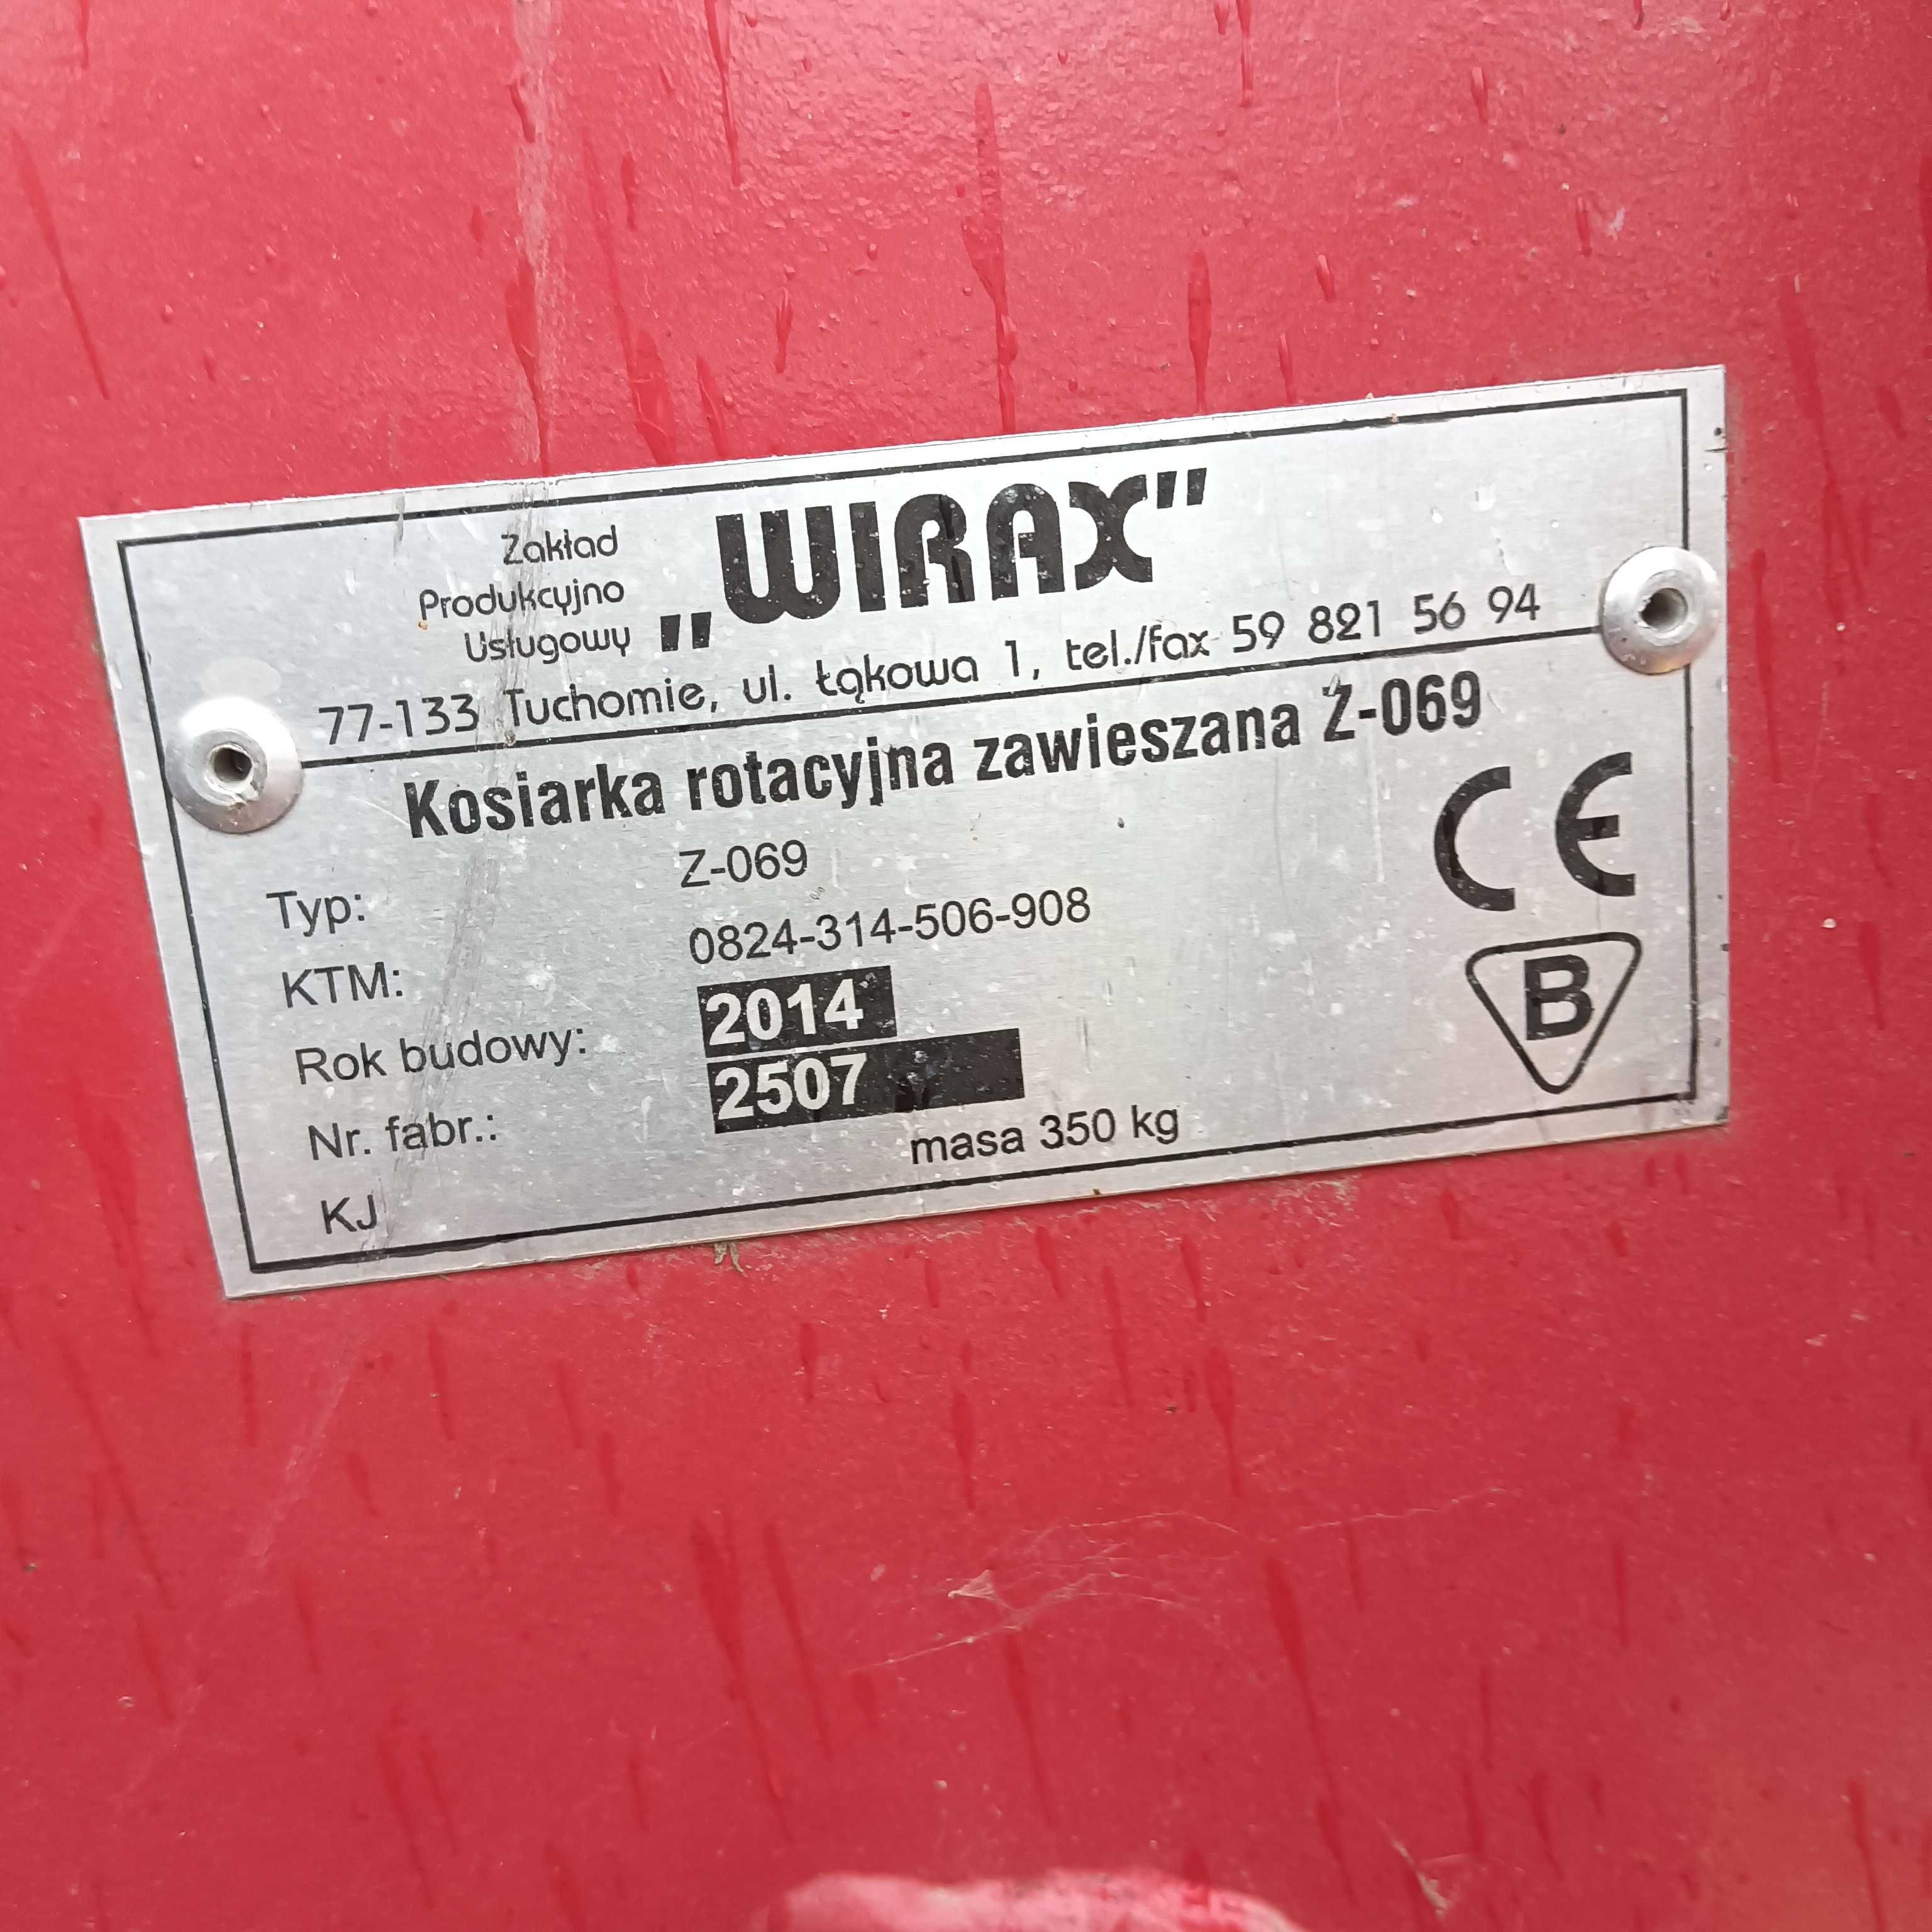 Zakład
Produkcyjno
Usługowy
„WIRAX"
77-133 Tuchomie, ul. Łąkowa 1, tel./fax 59 821 56 94
Kosiarka rotacyjna zawieszana Z-069
Typ: Z-069
KTM: 0824-314-506-908
Rok budowy: 2014
Nr. fabr.: 2507
KJ masa 350 kg
CE
B